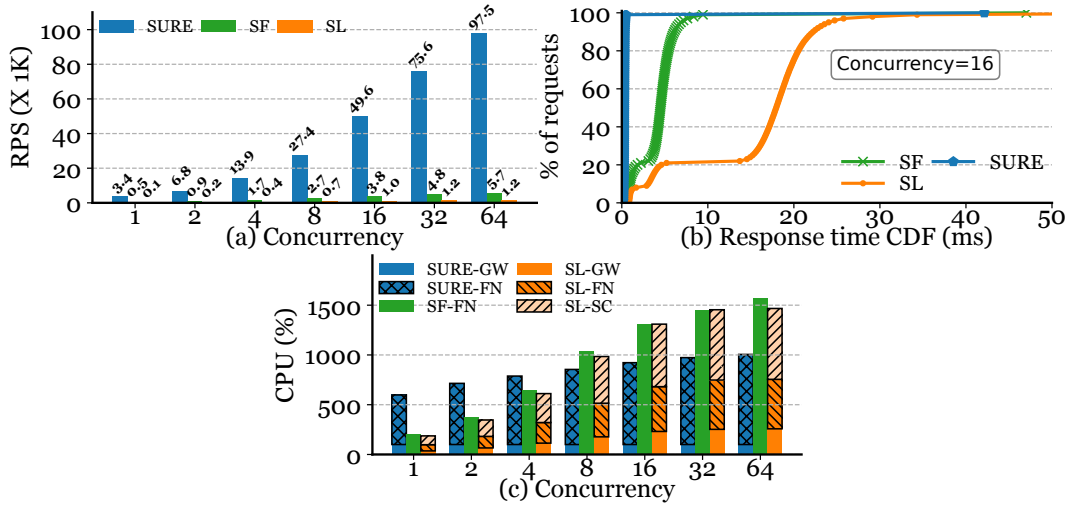 SURE SF SL
RPS (X 1K)
100
80
60
40
20
0
3.4 0.5 0.1
6.8 0.9 0.2
13.9 1.7 0.4
27.4 2.7 0.7
49.6 3.8 1.0
75.6 4.8 1.2
97.5 5.7 1.2
1 2 4 8 16 32 64
(a) Concurrency
% of requests
100
80
60
40
20
0
Concurrency=16
SF SURE
SL
0 10 20 30 40 50
(b) Response time CDF (ms)
SURE-GW SL-GW
SURE-FN SL-FN
SF-FN SL-SC
CPU (%)
1500
1000
500
0
1 2 4 8 16 32 64
(c) Concurrency